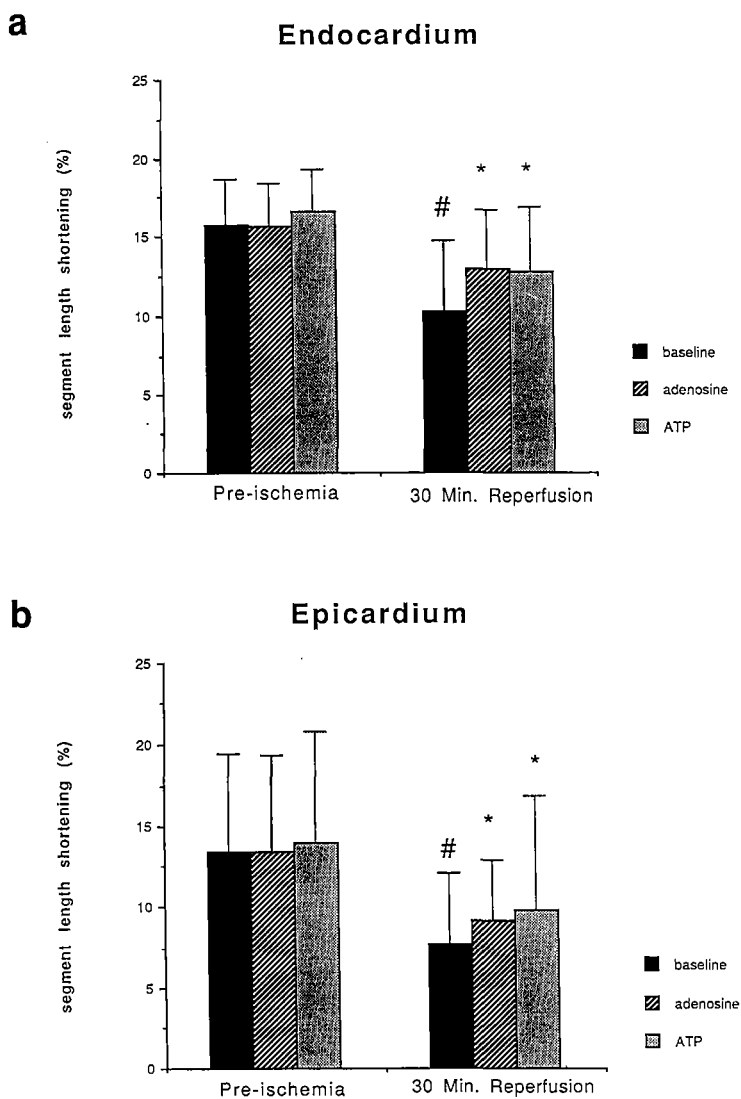 a
Endocardium
segment length shortening (%)
25
20
15
10
5
0
#
*
*
Pre-ischemia
30 Min. Reperfusion
baseline
adenosine
ATP
b
Epicardium
segment length shortening (%)
25
20
15
10
5
0
#
*
*
Pre-ischemia
30 Min. Reperfusion
baseline
adenosine
ATP